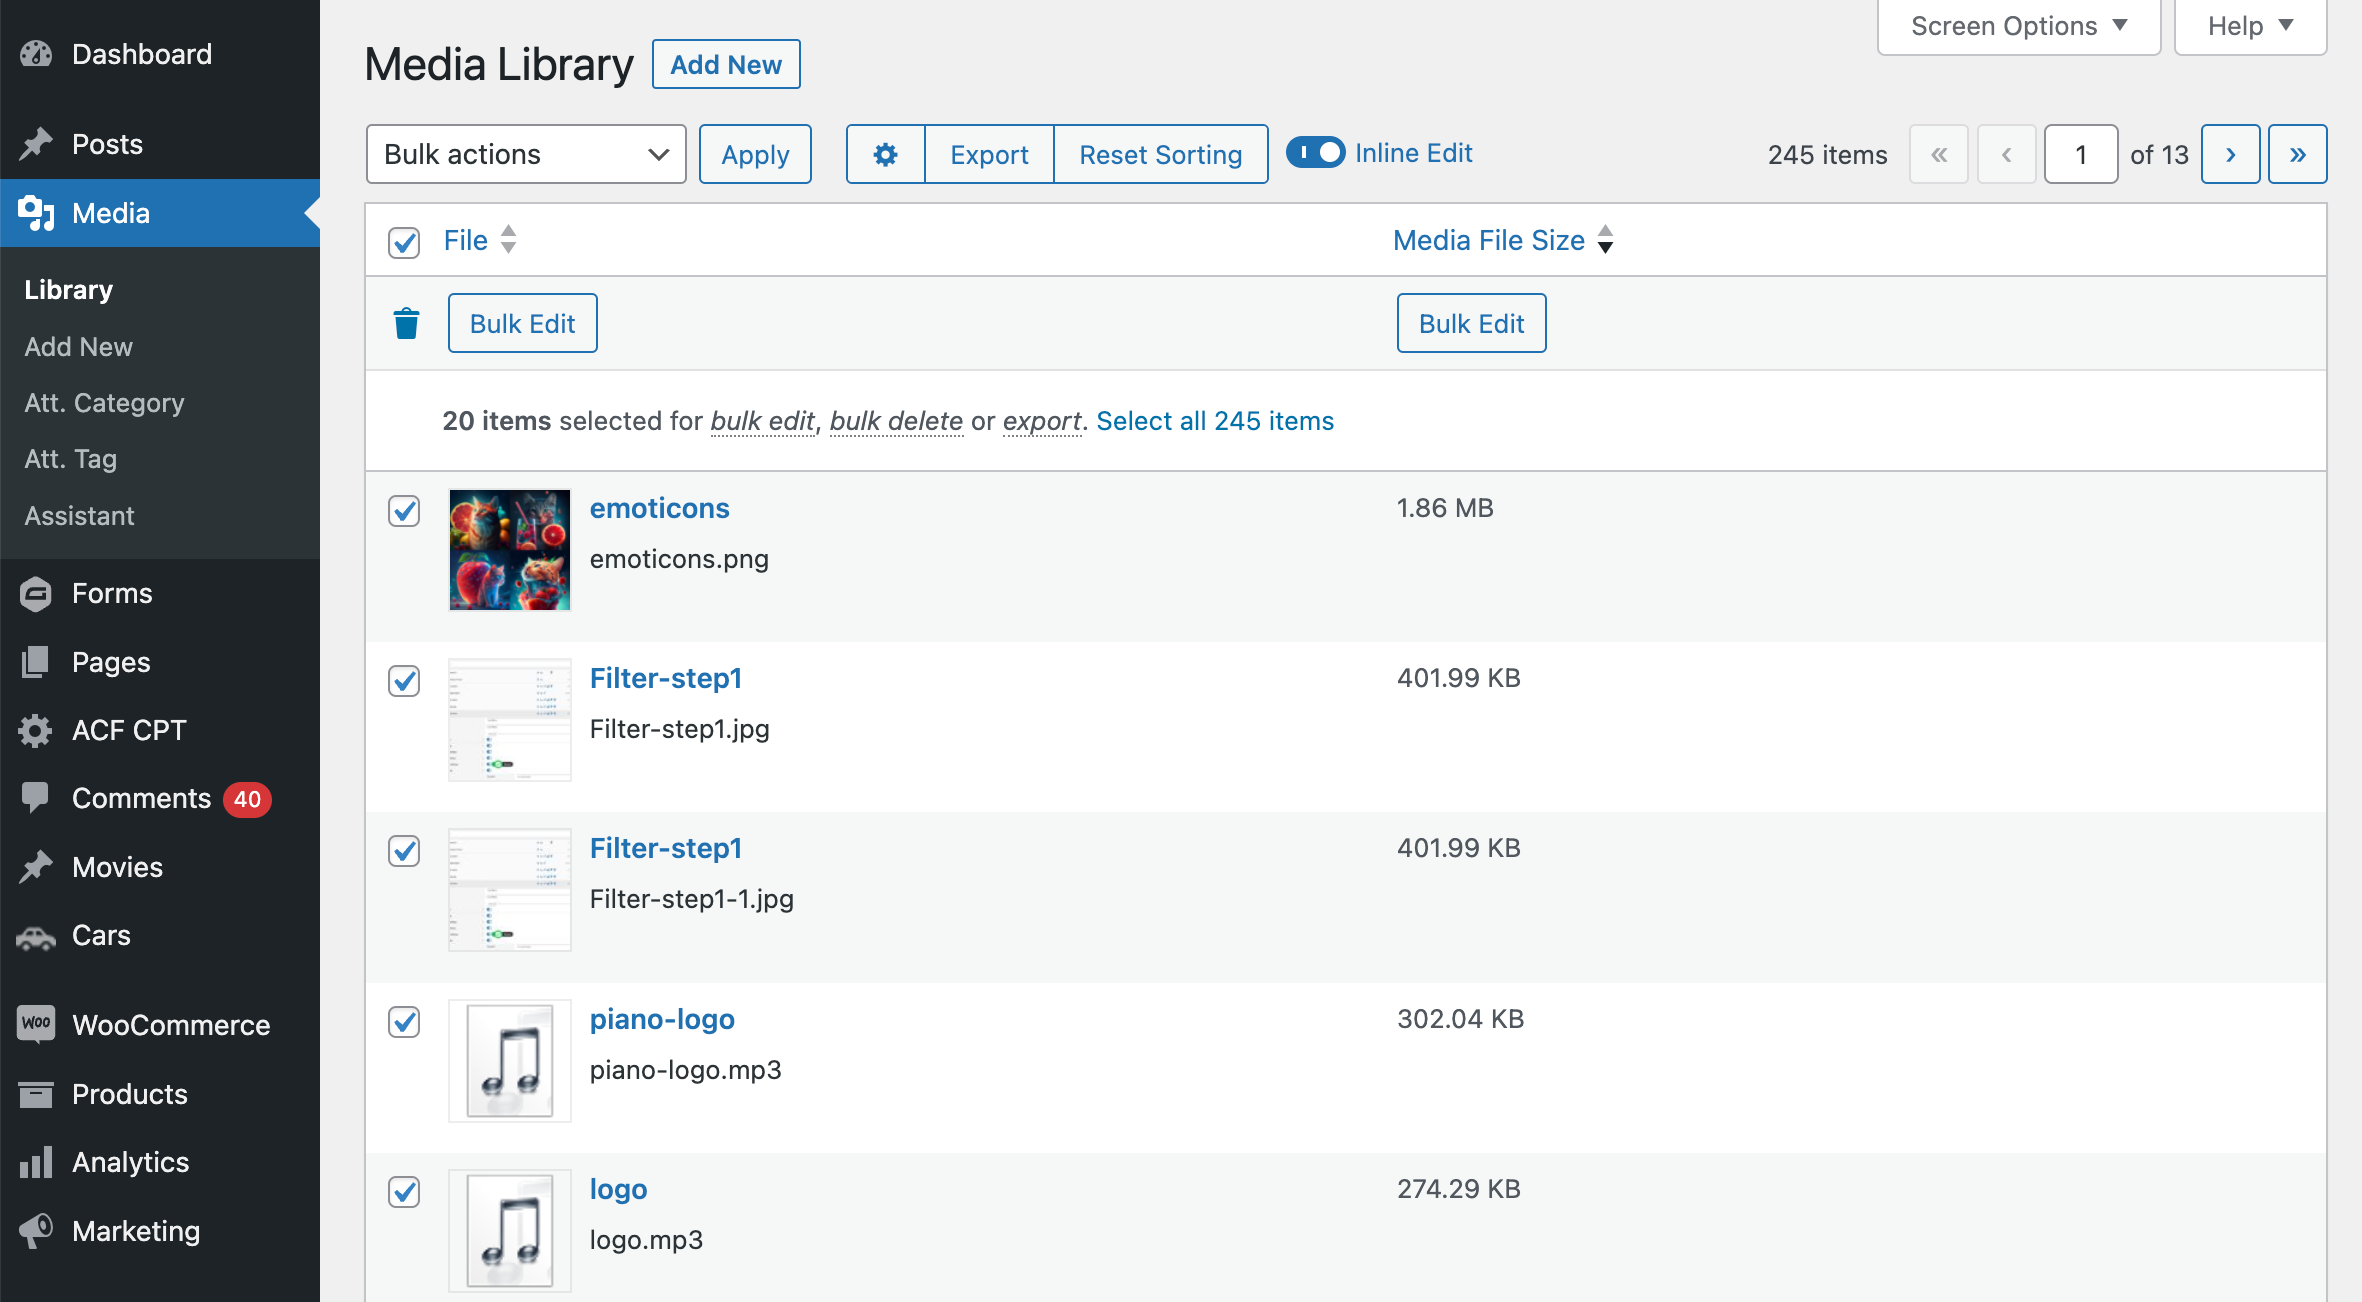 Dashboard
Posts
Media
Library
Add New
Att. Category
Att. Tag
Assistant
Forms
Pages
ACF CPT
Comments 40
Movies
Cars
Woo WooCommerce
Products
Analytics
Marketing
Screen Options Help
Media Library Add New
Bulk actions Apply Export Reset Sorting Inline Edit 245 items « ‹ 1 of 13 › »
File Media File Size
Bulk Edit Bulk Edit
20 items selected for bulk edit, bulk delete or export. Select all 245 items
emoticons 1.86 MB
emoticons.png
Filter-step1 401.99 KB
Filter-step1.jpg
Filter-step1 401.99 KB
Filter-step1-1.jpg
piano-logo 302.04 KB
piano-logo.mp3
logo 274.29 KB
logo.mp3